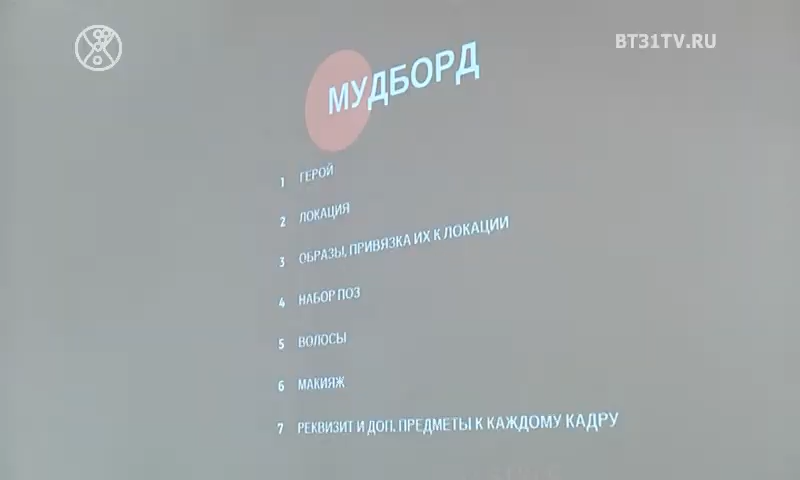 BT31TV.RU
МУДБОРД
1 ГЕРОЙ
2 ЛОКАЦИЯ
3 ОБРАЗЫ, ПРИВЯЗКА ИХ К ЛОКАЦИИ
4 НАБОР ПОЗ
5 ВОЛОСЫ
6 МАКИЯЖ
7 РЕКВИЗИТ И ДОП. ПРЕДМЕТЫ К КАЖДОМУ КАДРУ